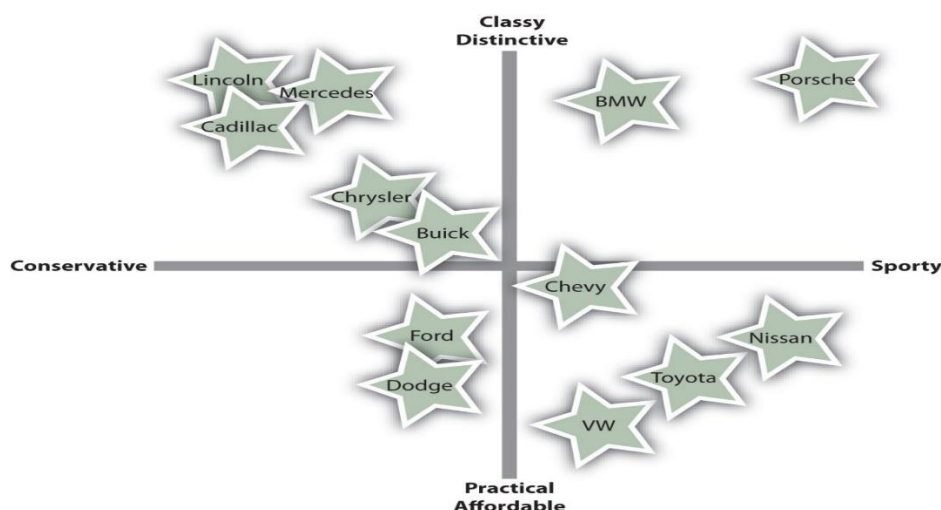 Classy
Distinctive
Lincoln
Mercedes
Cadillac
BMW
Porsche
Chrysler
Buick
Conservative
Sporty
Chevy
Ford
Nissan
Dodge
Toyota
VW
Practical
Affordable